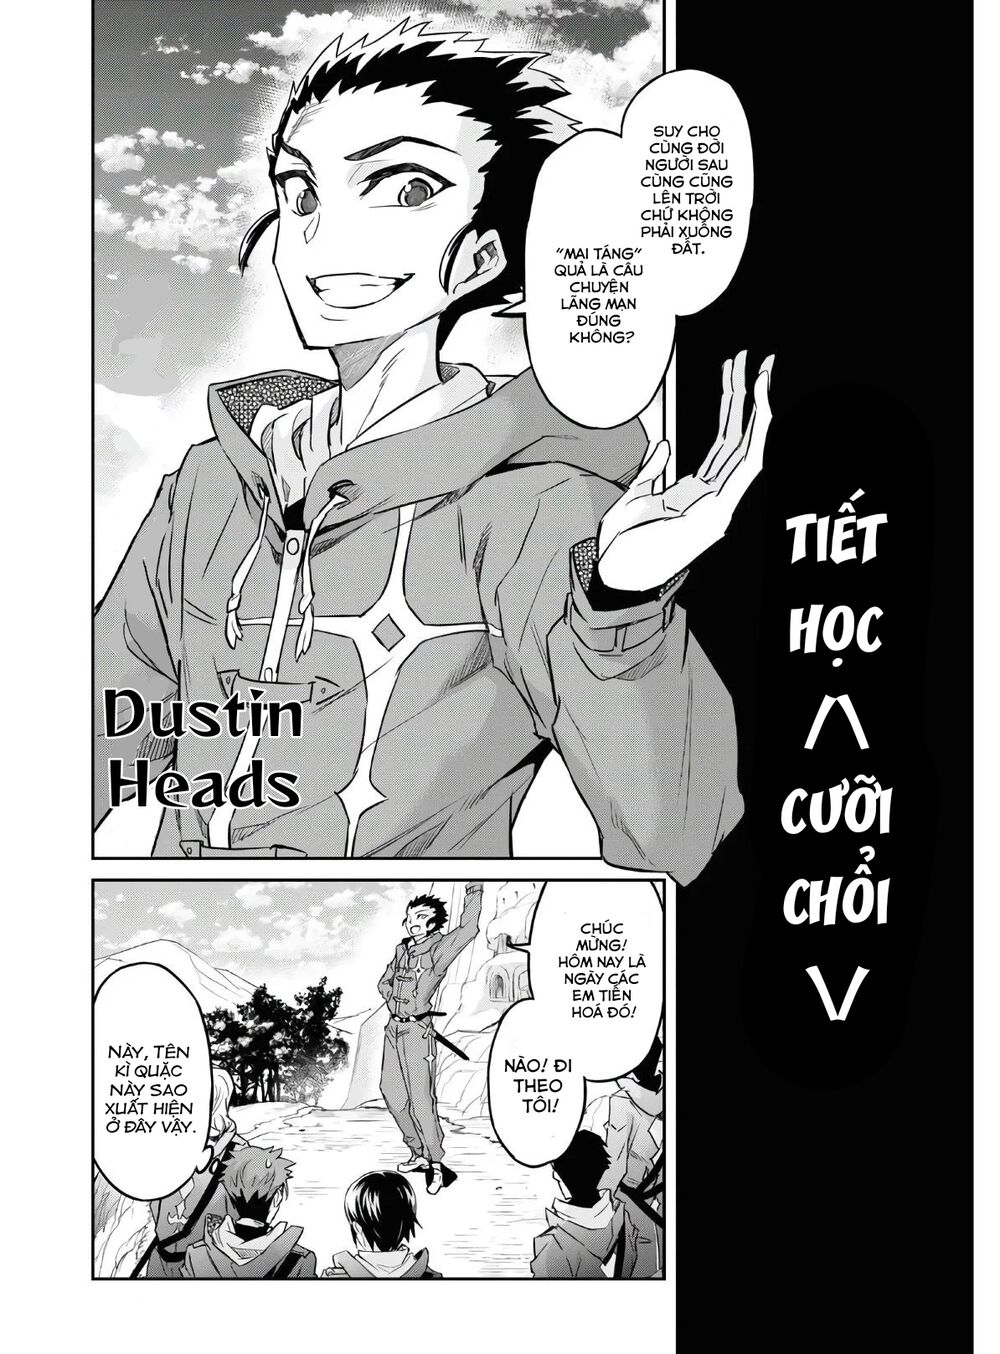 SUY CHO
CÙNG ĐỜI
NGƯỜI SAU
CÙNG CŨNG
LÊN TRỜI
CHỨ KHÔNG
PHẢI XUỐNG
ĐẤT.
“MAI TÁNG”
QUẢ LÀ CÂU
CHUYỆN
LÃNG MẠN
ĐÚNG
KHÔNG?
TIẾT
HỌC
<
CƯỠI
CHỔI
>
Dustin
Heads
CHÚC
MỪNG!
HÔM NAY LÀ
NGÀY CÁC
EM TIẾN
HOÁ ĐÓ!
NÀO! ĐI
THEO
TÔI!
NÀY, TÊN
KÌ QUẶC
NÀY SAO
XUẤT HIỆN
Ở ĐÂY VẬY.